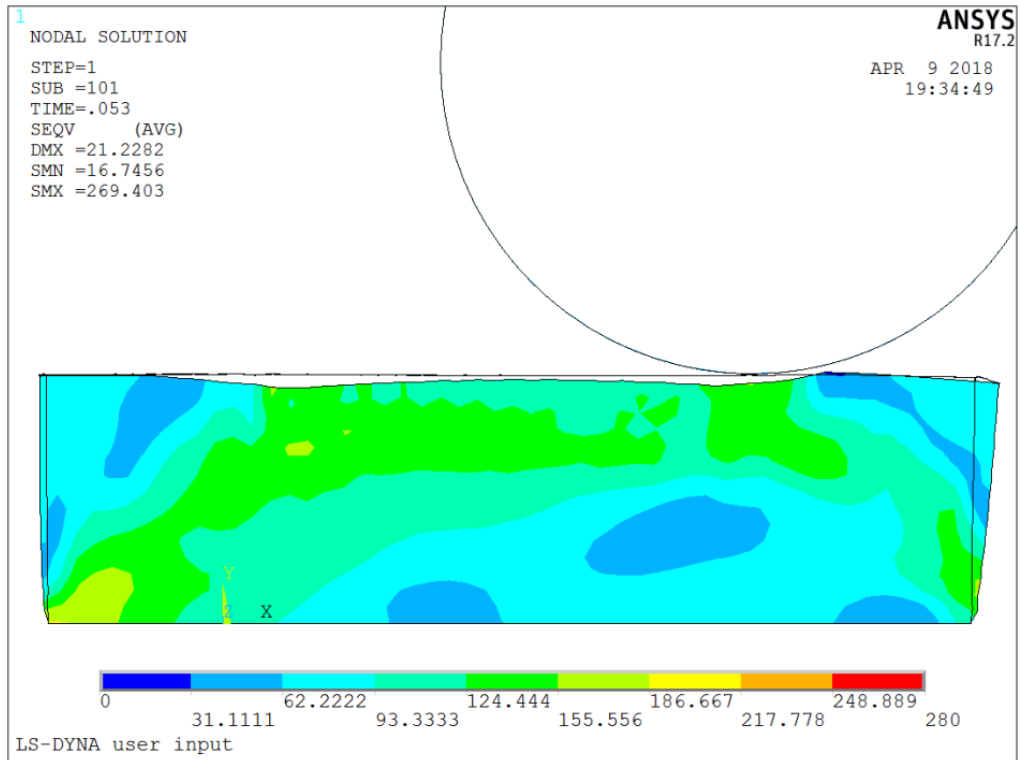 1
NODAL SOLUTION
STEP=1
SUB =101
TIME=.053
SEQV     (AVG)
DMX =21.2282
SMN =16.7456
SMX =269.403
ANSYS
R17.2
APR  9 2018
19:34:49
Y
Z X
0 62.2222 124.444 186.667 248.889
31.1111 93.3333 155.556 217.778 280
LS-DYNA user input